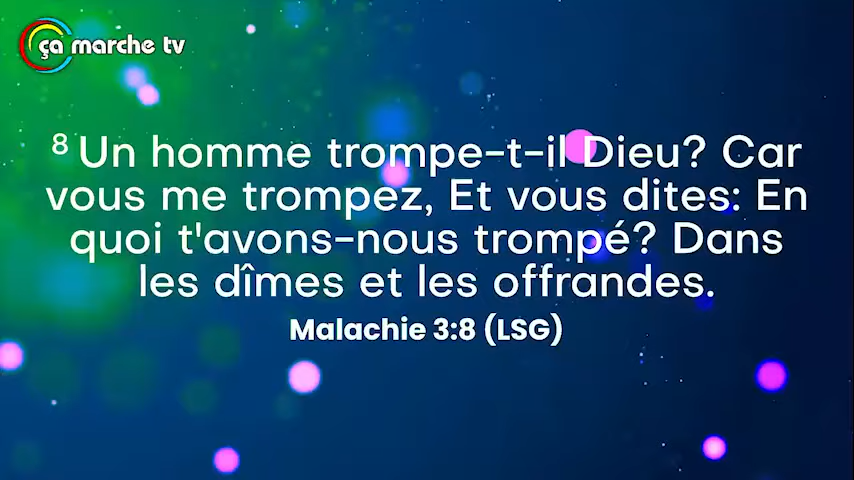 ça marche tv
⁸ Un homme trompe-t-il Dieu? Car
vous me trompez, Et vous dites: En
quoi t'avons-nous trompé? Dans
les dîmes et les offrandes.
Malachie 3:8 (LSG)